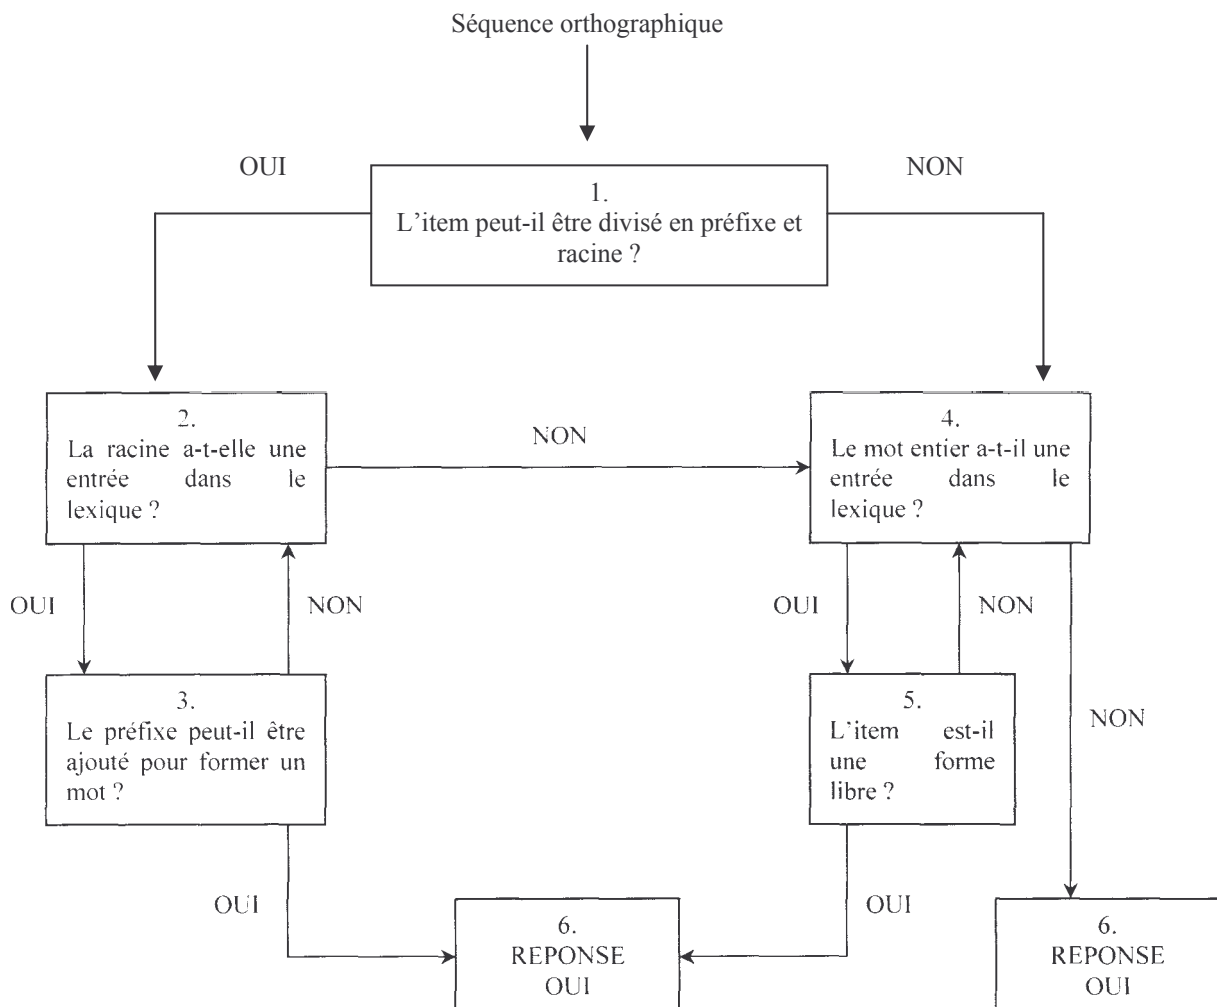 Séquence orthographique
OUI
NON
1.
L'item peut-il être divisé en préfixe et
racine ?
2.
La racine a-t-elle une
entrée dans le
lexique ?
NON
4.
Le mot entier a-t-il une
entrée dans le
lexique ?
OUI
NON
OUI
NON
NON
3.
Le préfixe peut-il être
ajouté pour former un
mot ?
5.
L'item est-il
une forme
libre ?
OUI
OUI
6.
REPONSE
OUI
6.
REPONSE
OUI